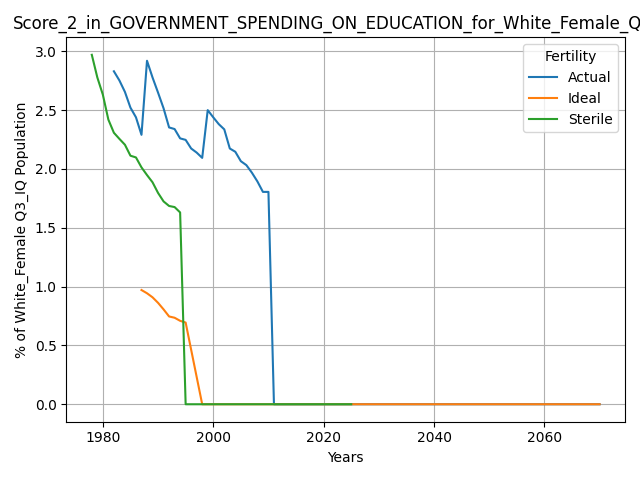 Score_2_in_GOVERNMENT_SPENDING_ON_EDUCATION_for_White_Female_Q
3.0
2.5
2.0
1.5
1.0
0.5
0.0
% of White_Female Q3_IQ Population
Fertility
Actual
Ideal
Sterile
1980
2000
2020
2040
2060
Years